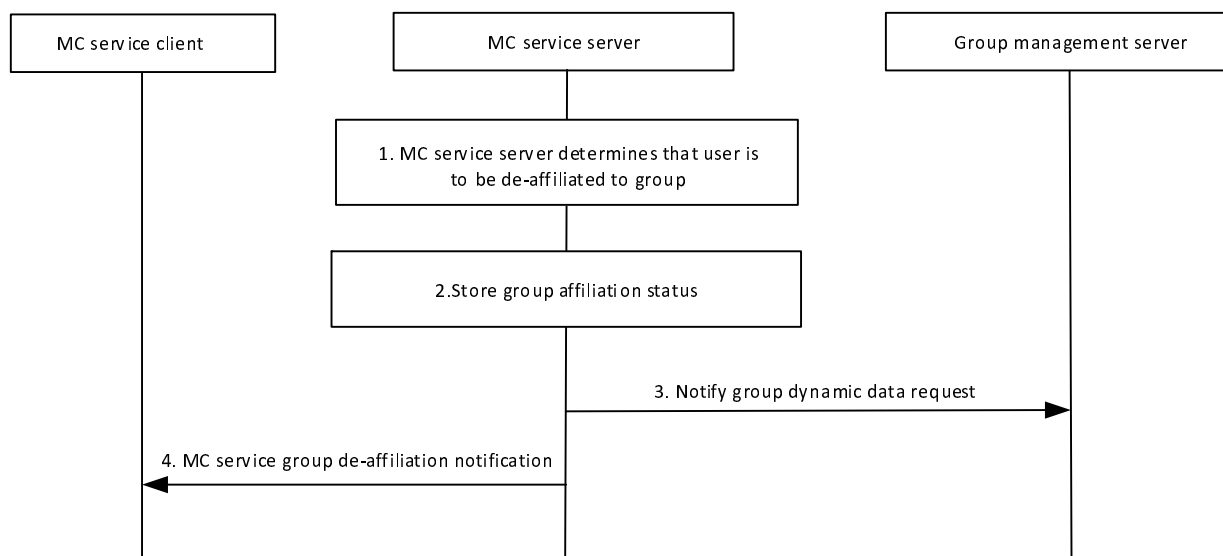 MC service client
MC service server
Group management server
1. MC service server determines that user is
to be de-affiliated to group
2.Store group affiliation status
3. Notify group dynamic data request
4. MC service group de-affiliation notification